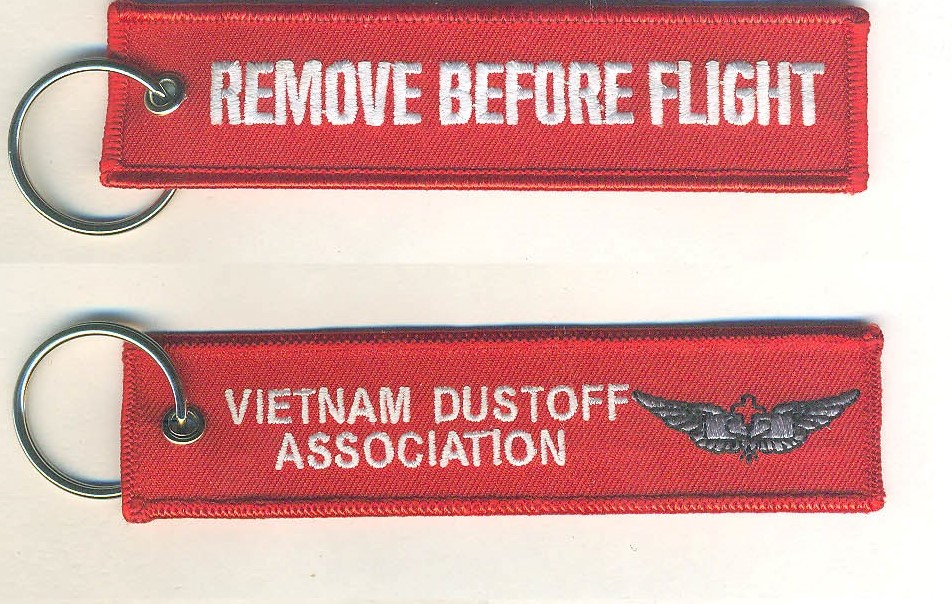 REMOVE BEFORE FLIGHT
VIETNAM DUSTOFF
ASSOCIATION